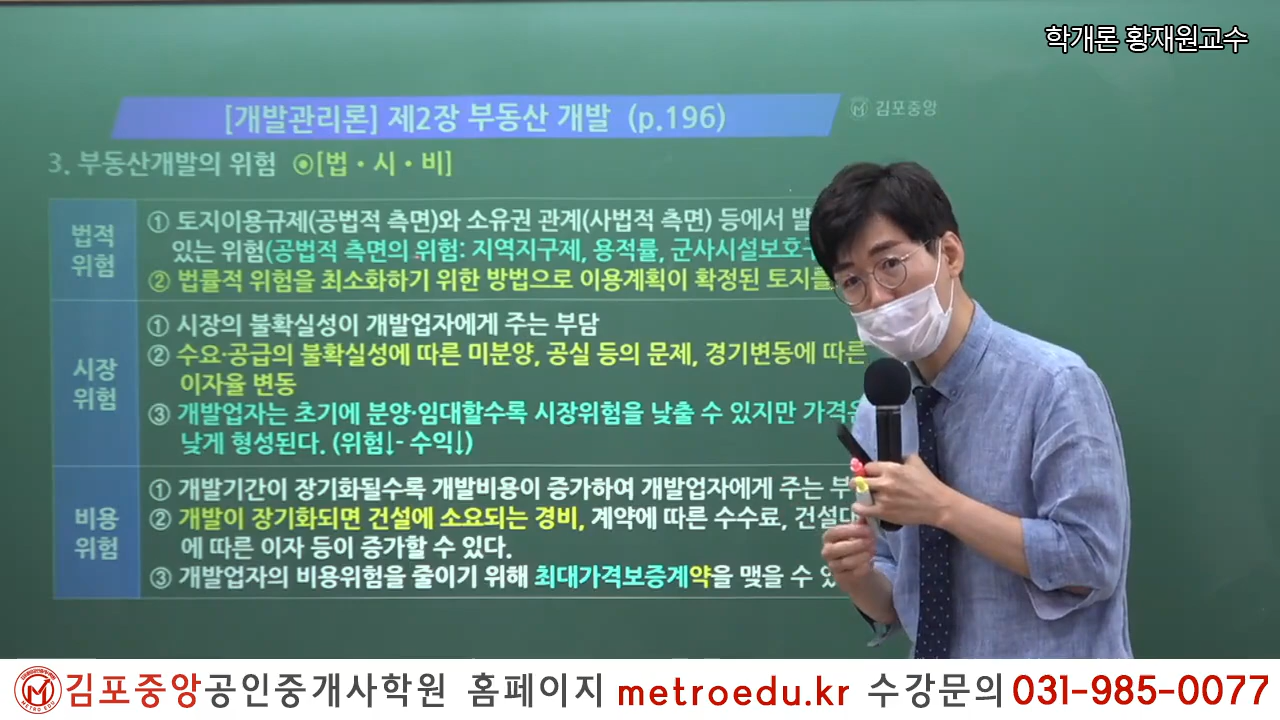 학개론 황재원교수
[개발관리론] 제2장 부동산 개발 (p.196)
김포중앙
3. 부동산개발의 위험 ◉[법·시·비]
법적
위험
① 토지이용규제(공법적 측면)와 소유권 관계(사법적 측면) 등에서 발
있는 위험(공법적 측면의 위험: 지역지구제, 용적률, 군사시설보호구
② 법률적 위험을 최소화하기 위한 방법으로 이용계획이 확정된 토지를
시장
위험
① 시장의 불확실성이 개발업자에게 주는 부담
② 수요·공급의 불확실성에 따른 미분양, 공실 등의 문제, 경기변동에 따른
이자율 변동
③ 개발업자는 초기에 분양·임대할수록 시장위험을 낮출 수 있지만 가격은
낮게 형성된다. (위험↓- 수익↓)
비용
위험
① 개발기간이 장기화될수록 개발비용이 증가하여 개발업자에게 주는 부
② 개발이 장기화되면 건설에 소요되는 경비, 계약에 따른 수수료, 건설대
에 따른 이자 등이 증가할 수 있다.
③ 개발업자의 비용위험을 줄이기 위해 최대가격보증계약을 맺을 수 있
METRO EDU 김포중앙공인중개사학원 홈페이지 metroedu.kr 수강문의 031-985-0077